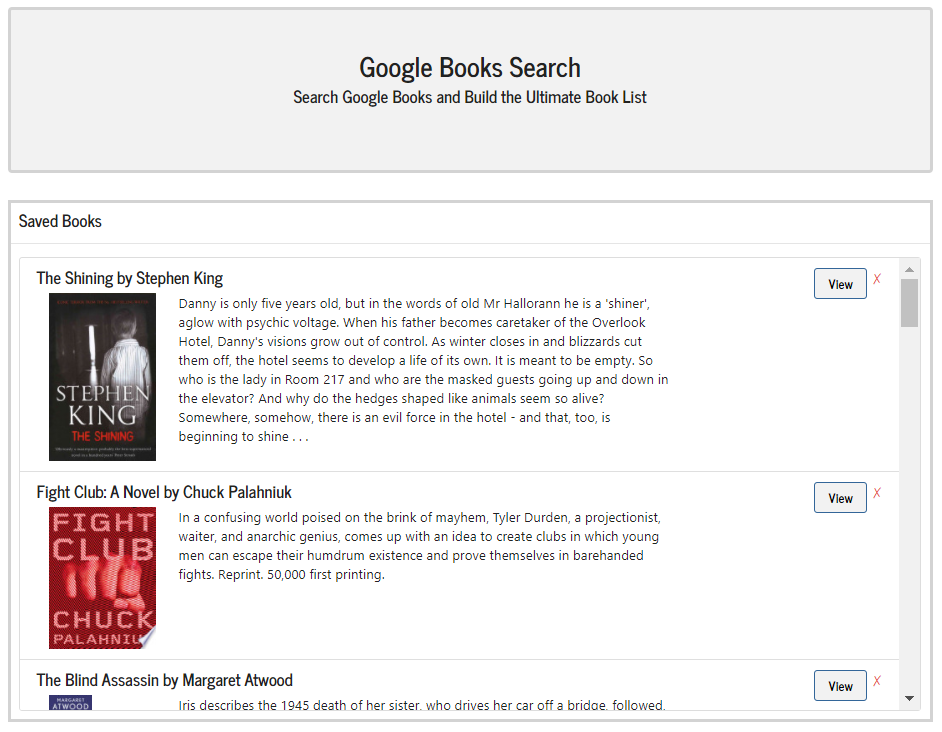 Google Books Search
Search Google Books and Build the Ultimate Book List
Saved Books
The Shining by Stephen King
View
X
STEPHEN
KING
THE SHINING
Danny is only five years old, but in the words of old Mr Hallorann he is a 'shiner',
aglow with psychic voltage. When his father becomes caretaker of the Overlook
Hotel, Danny's visions grow out of control. As winter closes in and blizzards cut
them off, the hotel seems to develop a life of its own. It is meant to be empty. So
who is the lady in Room 217 and who are the masked guests going up and down in
the elevator? And why do the hedges shaped like animals seem so alive?
Somewhere, somehow, there is an evil force in the hotel - and that, too, is
beginning to shine . . .
Fight Club: A Novel by Chuck Palahniuk
View
X
FIGHT
CLUB
CHUCK
PALAHNIU
In a confusing world poised on the brink of mayhem, Tyler Durden, a projectionist,
waiter, and anarchic genius, comes up with an idea to create clubs in which young
men can escape their humdrum existence and prove themselves in barehanded
fights. Reprint. 50,000 first printing.
The Blind Assassin by Margaret Atwood
View
X
MARGARET
ATWOOD
Iris describes the 1945 death of her sister, who drives her car off a bridge, followed,